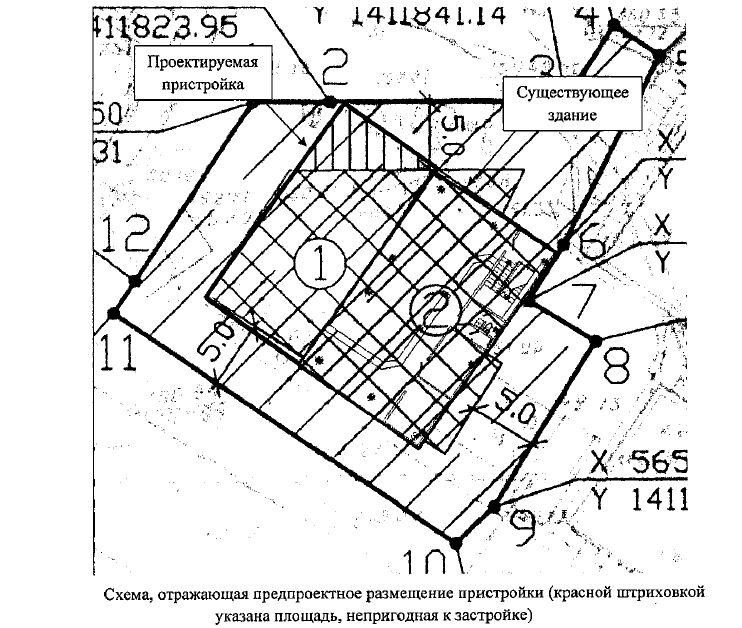 411823.95
Y 1411841.14
4
5
Проектируемая
пристройка
2
3
Существующее
здание
50
31
5.0
X
Y
12
1
6
X
Y
2
7
11
5.0
8
5.0
X 565
Y 1411
9
10
Схема, отражающая предпроектное размещение пристройки (красной штриховкой
указана площадь, непригодная к застройке)